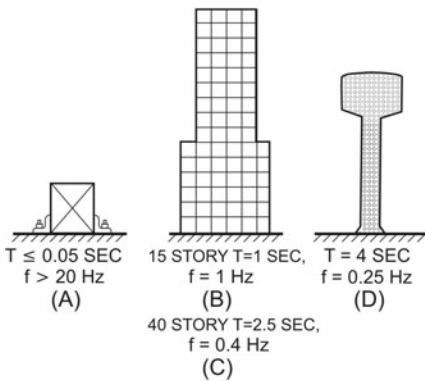 T ≤ 0.05 SEC
f > 20 Hz
(A)
15 STORY T=1 SEC,
f = 1 Hz
(B)
40 STORY T=2.5 SEC,
f = 0.4 Hz
(C)
T = 4 SEC
f = 0.25 Hz
(D)